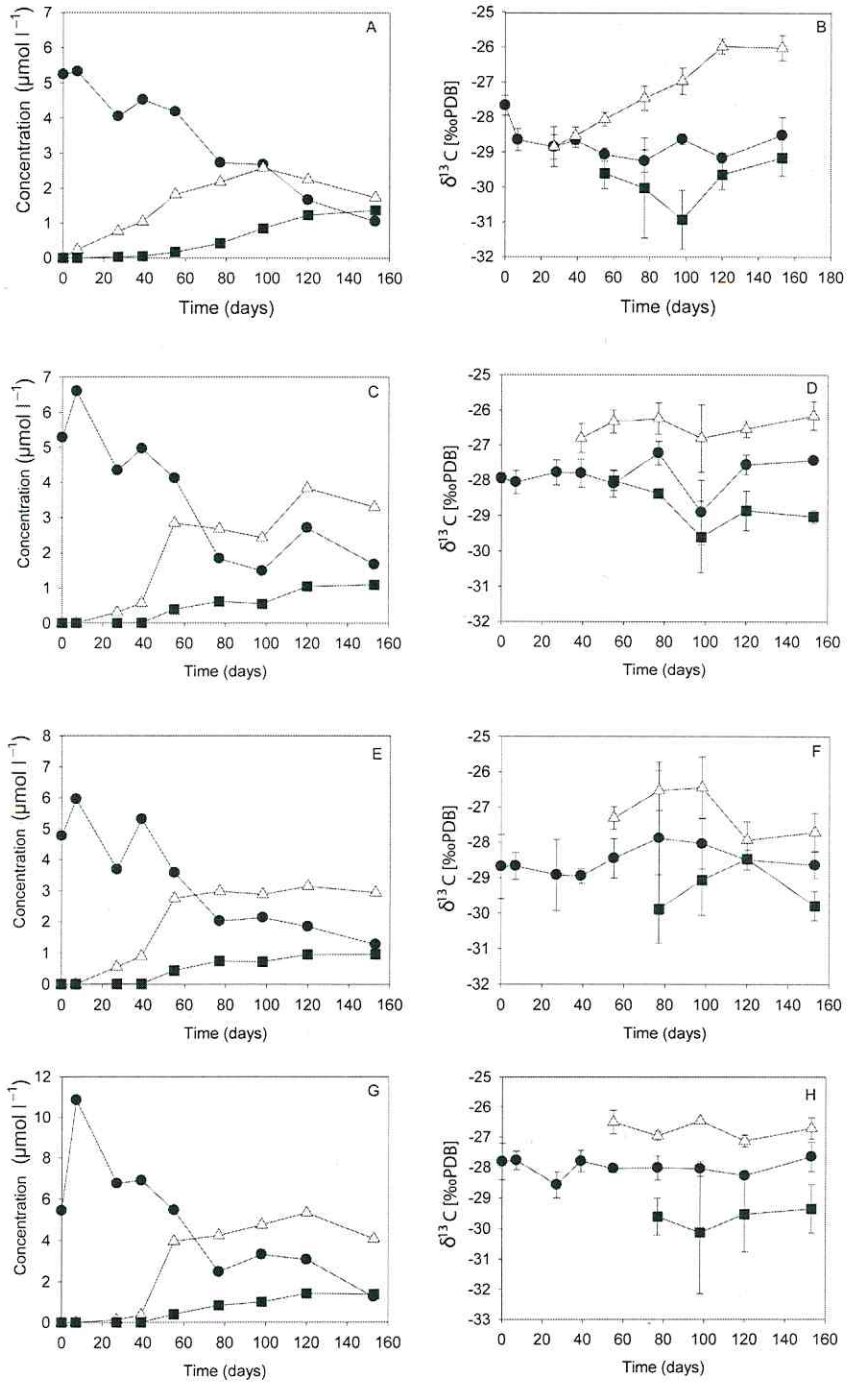 A
Concentration (μmol l⁻¹)
7
6
5
4
3
2
1
0
0 20 40 60 80 100 120 140 160
Time (days)
B
δ¹³C [‰PDB]
-25
-26
-27
-28
-29
-30
-31
-32
0 20 40 60 80 100 120 140 160 180
Time (days)
C
Concentration (μmol l⁻¹)
7
6
5
4
3
2
1
0
0 20 40 60 80 100 120 140 160
Time (days)
D
δ¹³C [‰PDB]
-25
-26
-27
-28
-29
-30
-31
-32
0 20 40 60 80 100 120 140 160
Time (days)
E
Concentration (μmol l⁻¹)
8
7
6
5
4
3
2
1
0
0 20 40 60 80 100 120 140 160
Time (days)
F
δ¹³C [‰PDB]
-25
-26
-27
-28
-29
-30
-31
-32
0 20 40 60 80 100 120 140 160
Time (days)
G
Concentration (μmol l⁻¹)
12
10
8
6
4
2
0
0 20 40 60 80 100 120 140 160
Time (days)
H
δ¹³C [‰PDB]
-25
-26
-27
-28
-29
-30
-31
-32
-33
0 20 40 60 80 100 120 140 160
Time (days)